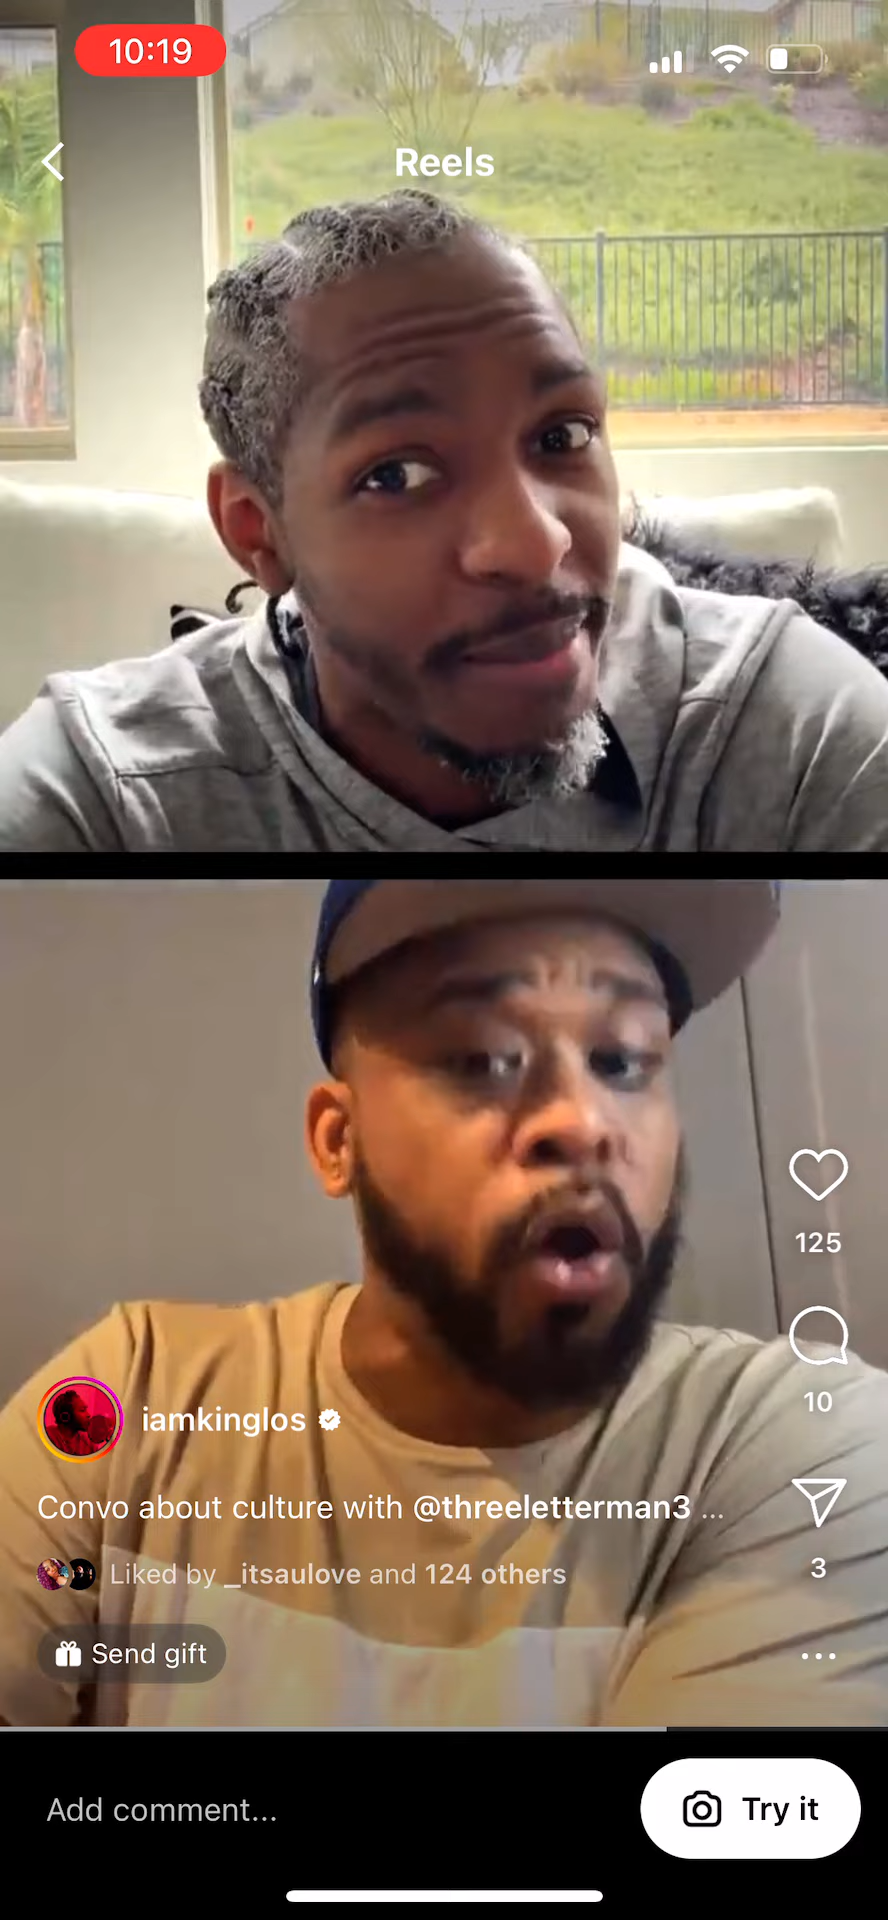 10:19
Reels
125
10
iamkinglos
Convo about culture with @threeletterman3 ...
Liked by _itsaulove and 124 others
3
Send gift
Add comment...
Try it